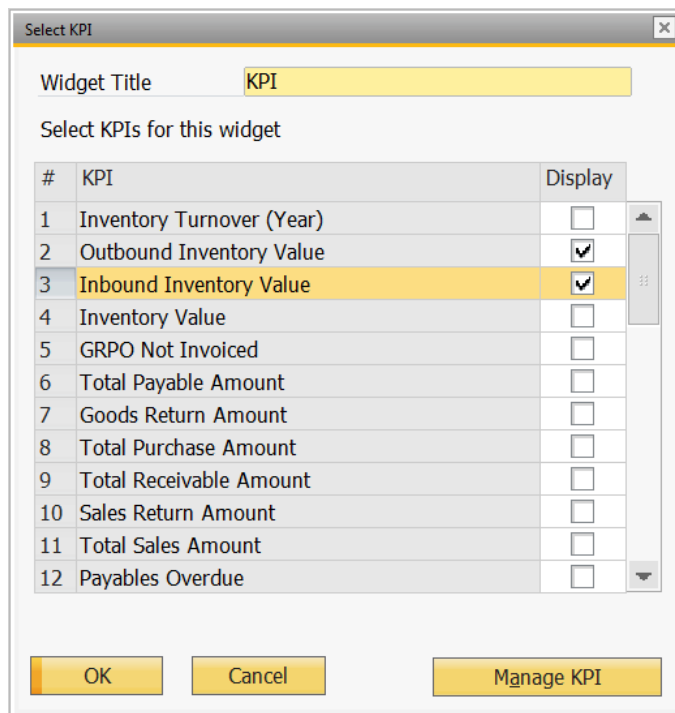 Select KPI
Widget Title KPI
Select KPIs for this widget
# KPI Display
1 Inventory Turnover (Year)
2 Outbound Inventory Value
3 Inbound Inventory Value
4 Inventory Value
5 GRPO Not Invoiced
6 Total Payable Amount
7 Goods Return Amount
8 Total Purchase Amount
9 Total Receivable Amount
10 Sales Return Amount
11 Total Sales Amount
12 Payables Overdue
OK Cancel Manage KPI